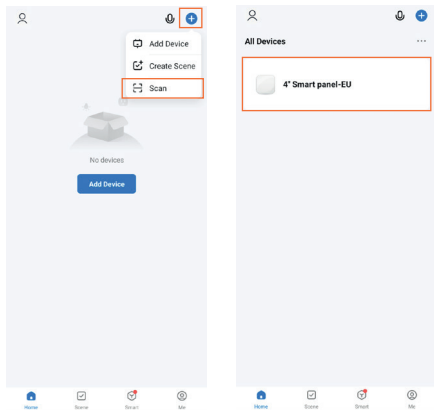 Add Device
Create Scene
Scan
No devices
Add Device
Home
Scene
Smart
Me
All Devices
4" Smart panel-EU
Home
Scene
Smart
Me